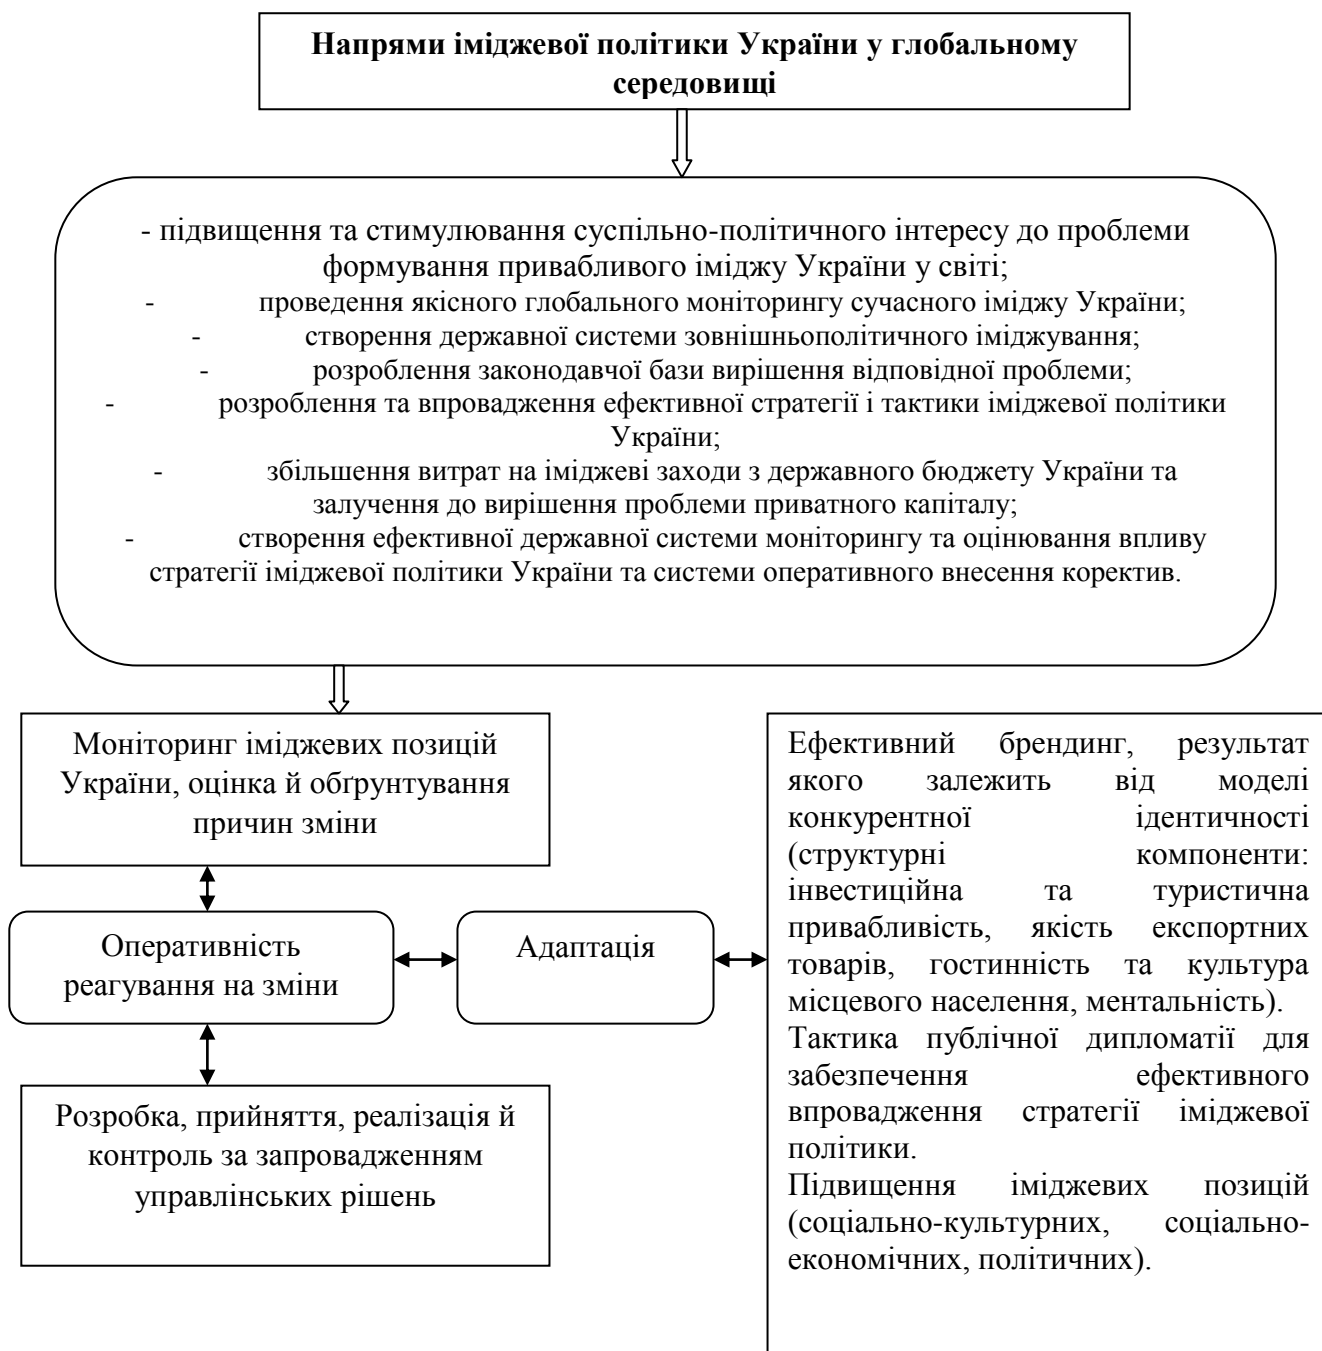 Напрями іміджевої політики України у глобальному
середовищі
- підвищення та стимулювання суспільно-політичного інтересу до проблеми
формування привабливого іміджу України у світі;
- проведення якісного глобального моніторингу сучасного іміджу України;
- створення державної системи зовнішньополітичного іміджування;
- розроблення законодавчої бази вирішення відповідної проблеми;
- розроблення та впровадження ефективної стратегії і тактики іміджевої політики
України;
- збільшення витрат на іміджеві заходи з державного бюджету України та
залучення до вирішення проблеми приватного капіталу;
- створення ефективної державної системи моніторингу та оцінювання впливу
стратегії іміджевої політики України та системи оперативного внесення коректив.
Моніторинг іміджевих позицій
України, оцінка й обґрунтування
причин зміни
Оперативність
реагування на зміни
Адаптація
Розробка, прийняття, реалізація й
контроль за запровадженням
управлінських рішень
Ефективний брендинг, результат
якого залежить від моделі
конкурентної ідентичності
(структурні компоненти:
інвестиційна та туристична
привабливість, якість експортних
товарів, гостинність та культура
місцевого населення, ментальність).
Тактика публічної дипломатії для
забезпечення ефективного
впровадження стратегії іміджевої
політики.
Підвищення іміджевих позицій
(соціально-культурних, соціально-
економічних, політичних).